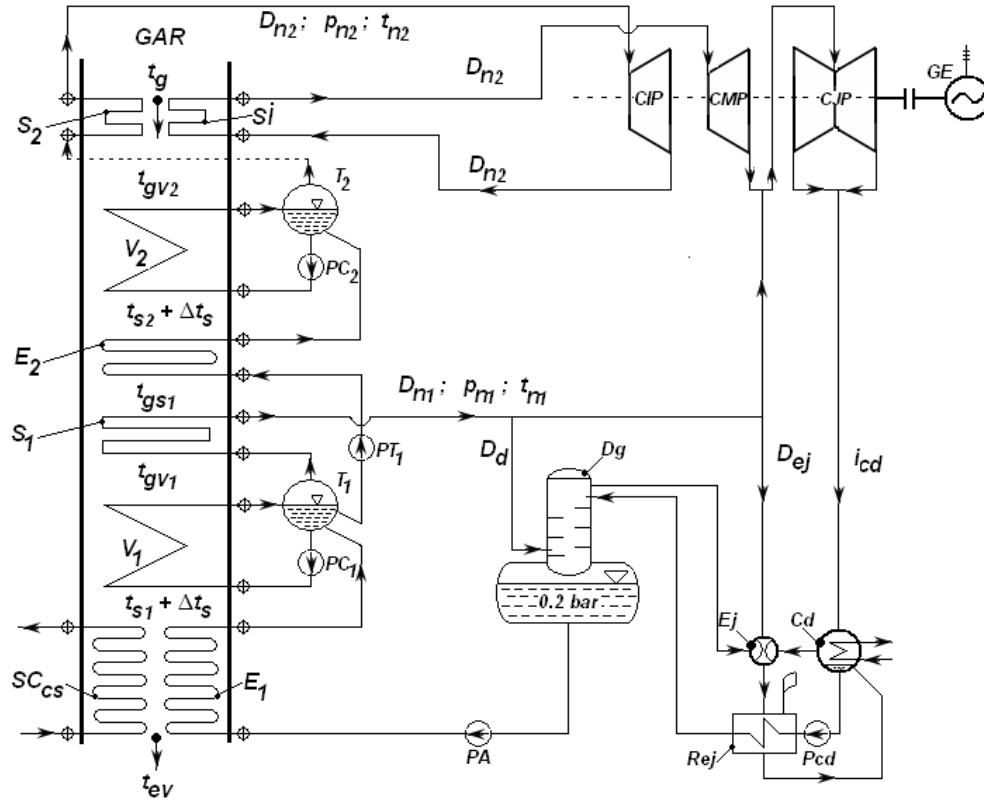 D_n2 ; p_n2 ; t_n2
GAR
t_g
D_n2
GE
CIP
CMP
CJP
S_2
Sİ
D_n2
t_gv2
T_2
V_2
PC_2
t_s2 + Δt_s
E_2
t_gs1
D_n1 ; p_n1 ; t_n1
S_1
PT_1
D_d
Dg
D_ej
i_cd
t_gv1
T_1
V_1
PC_1
0.2 bar
t_s1 + Δt_s
Ej
Cd
SC_cs
E_1
PA
Rej
Pcd
t_ev